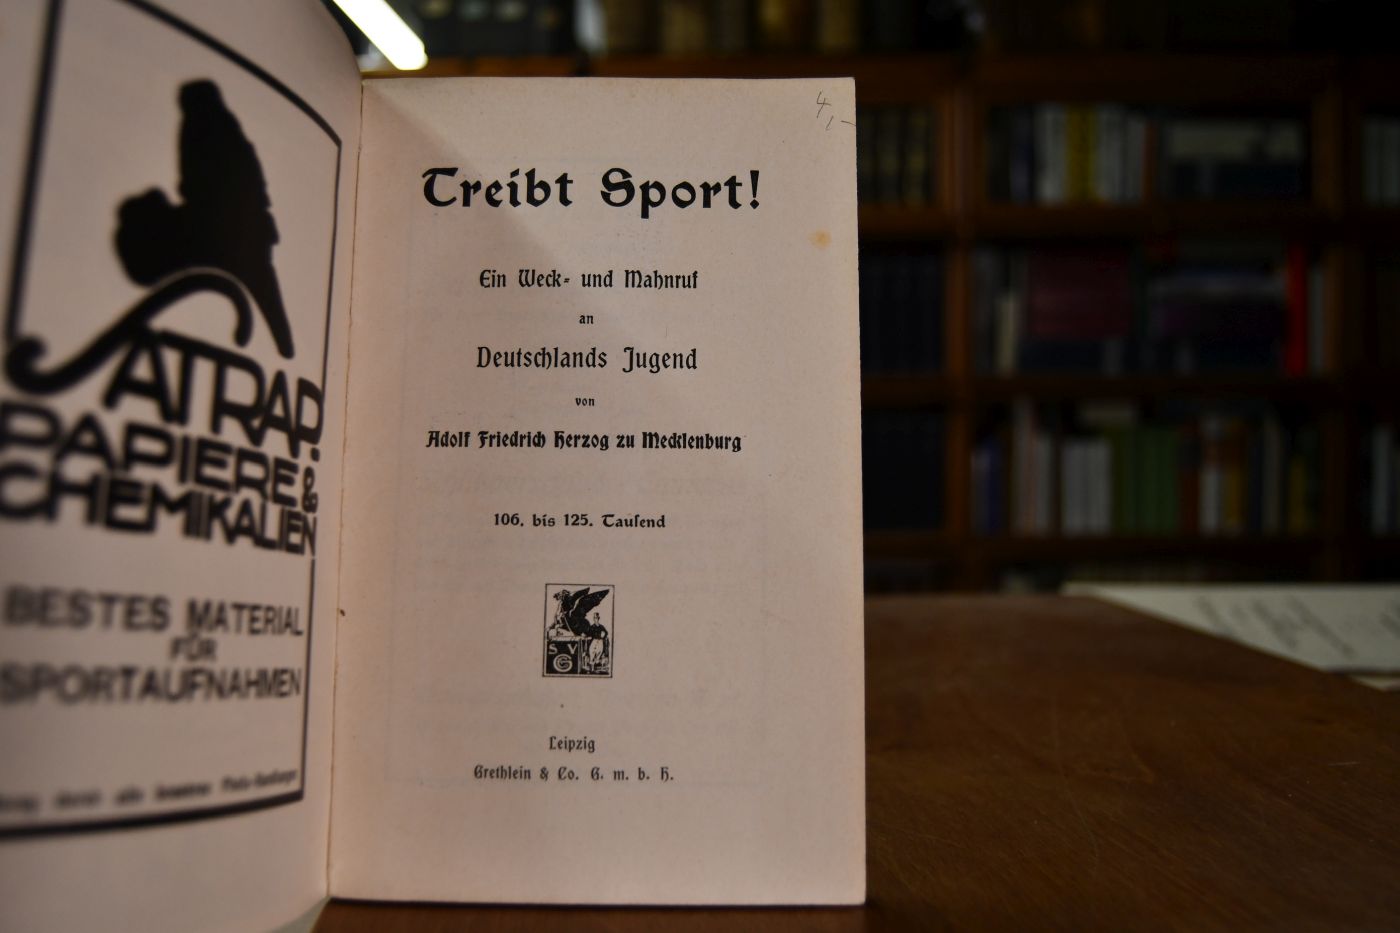 SATRAP
PAPIERE &
CHEMIKALIEN
BESTES MATERIAL
FÜR
SPORTAUFNAHMEN
4,-
Treibt Sport!
Ein Weck- und Mahnruf
an
Deutschlands Jugend
von
Adolf Friedrich Herzog zu Mecklenburg
106. bis 125. Tausend
S V
G
Leipzig
Grethlein & Co. G. m. b. H.